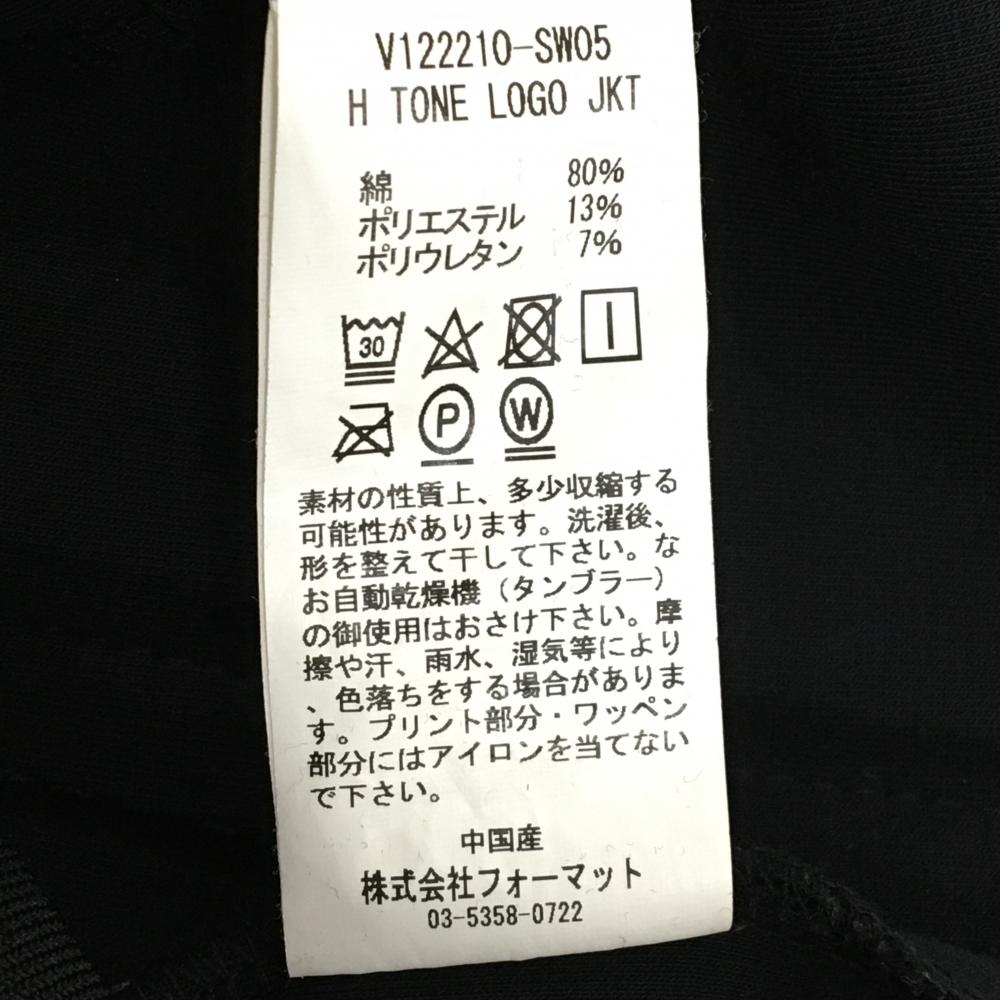 V122210-SW05
H TONE LOGO JKT
綿 80%
ポリエステル 13%
ポリウレタン 7%
30
P W
素材の性質上、多少収縮する
可能性があります。洗濯後、
形を整えて干して下さい。な
お自動乾燥機（タンブラー）
の御使用はおさけ下さい。摩
擦や汗、雨水、湿気等により
、色落ちをする場合がありま
す。プリント部分・ワッペン
部分にはアイロンを当てない
で下さい。
中国産
株式会社フォーマット
03-5358-0722